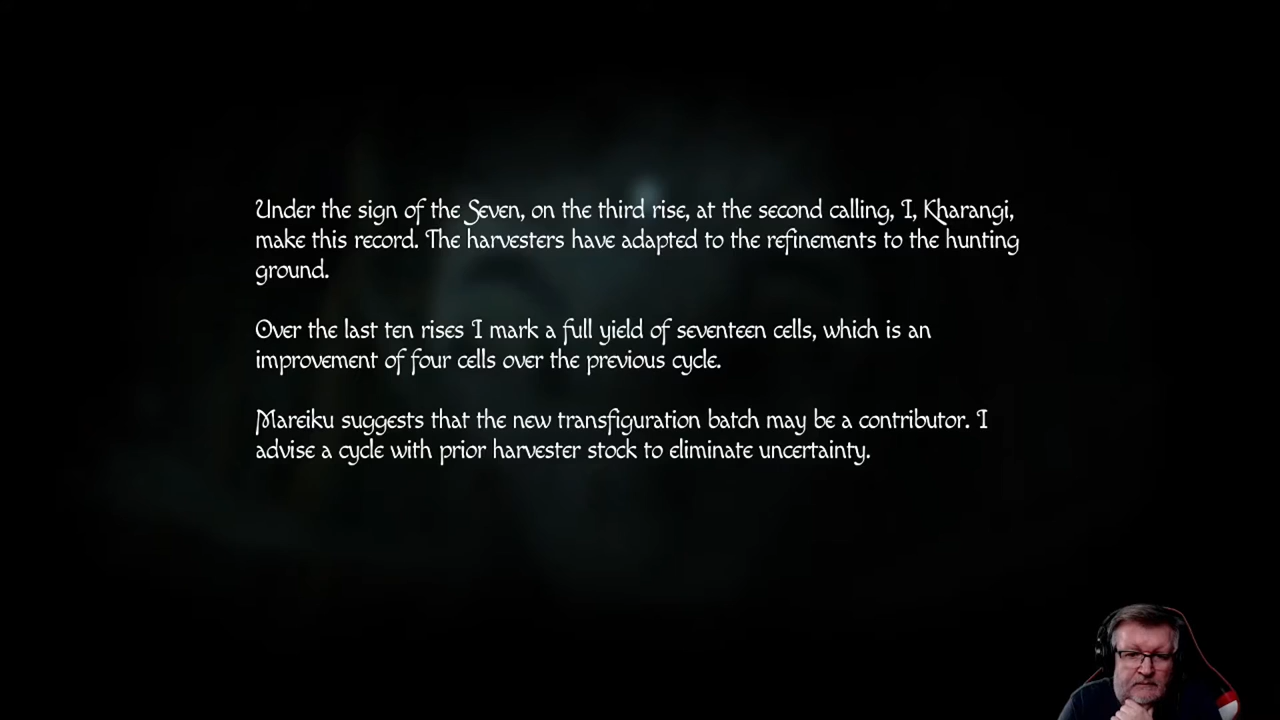 Under the sign of the Seven, on the third rise, at the second calling, I, Kharangi,
make this record. The harvesters have adapted to the refinements to the hunting
ground.
Over the last ten rises I mark a full yield of seventeen cells, which is an
improvement of four cells over the previous cycle.
Mareiku suggests that the new transfiguration batch may be a contributor. I
advise a cycle with prior harvester stock to eliminate uncertainty.